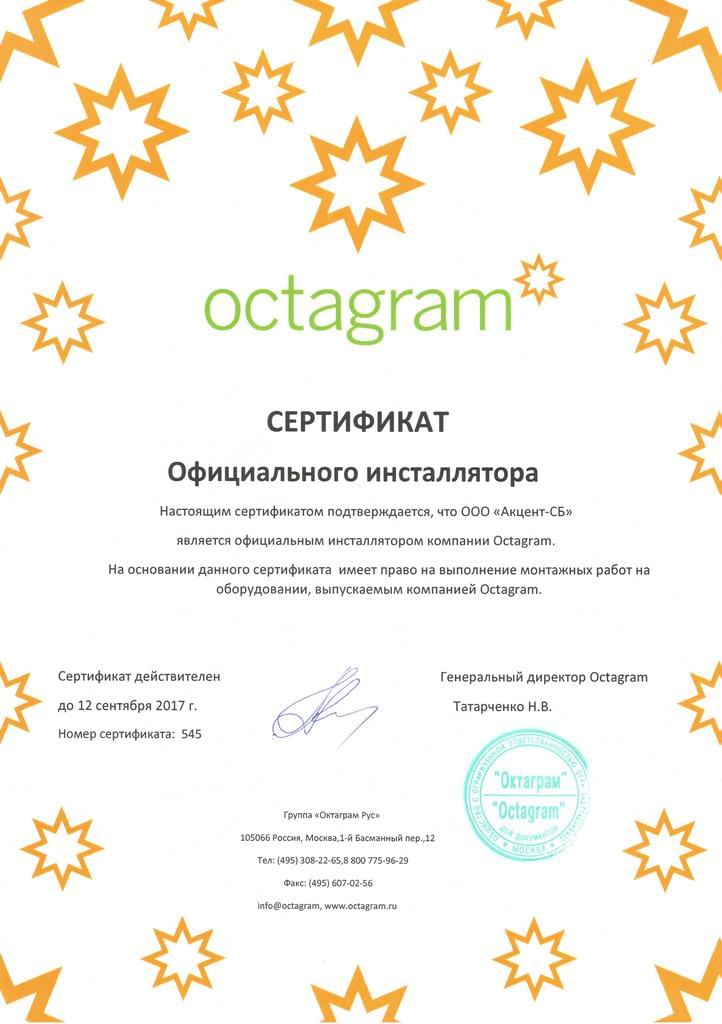 octagram
СЕРТИФИКАТ
Официального инсталлятора
Настоящим сертификатом подтверждается, что ООО «Акцент-СБ»
является официальным инсталлятором компании Octagram.
На основании данного сертификата имеет право на выполнение монтажных работ на
оборудовании, выпускаемым компанией Octagram.
Сертификат действителен
до 12 сентября 2017 г.
Номер сертификата: 545
Генеральный директор Octagram
Татарченко Н.В.
ОБЩЕСТВО С ОГРАНИЧЕННОЙ ОТВЕТСТВЕННОСТЬЮ
"Октаграм"
"Octagram"
ДЛЯ ДОКУМЕНТОВ
МОСКВА
Группа «Октаграм Рус»
105066 Россия, Москва,1-й Басманный пер.,12
Тел: (495) 308-22-65,8 800 775-96-29
Факс: (495) 607-02-56
info@octagram, www.octagram.ru